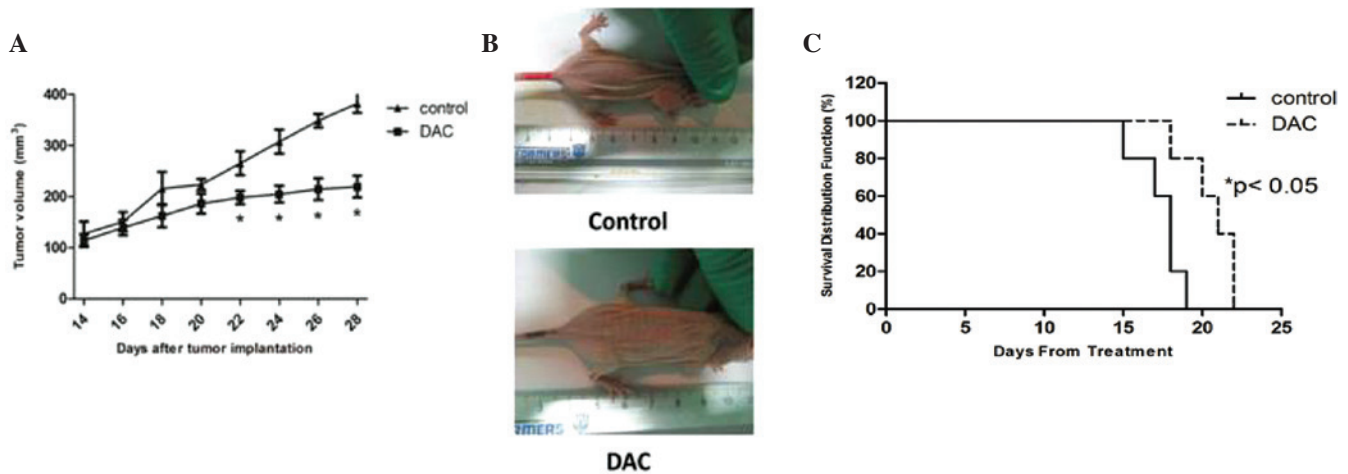 A
Tumor volume (mm³)
400
300
200
100
0
14
16
18
20
22
24
26
28
*
*
*
*
Days after tumor implantation
control
DAC
B
Control
DAC
C
Survival Distribution Function (%)
120
100
80
60
40
20
0
0
5
10
15
20
25
Days From Treatment
control
DAC
*p< 0.05